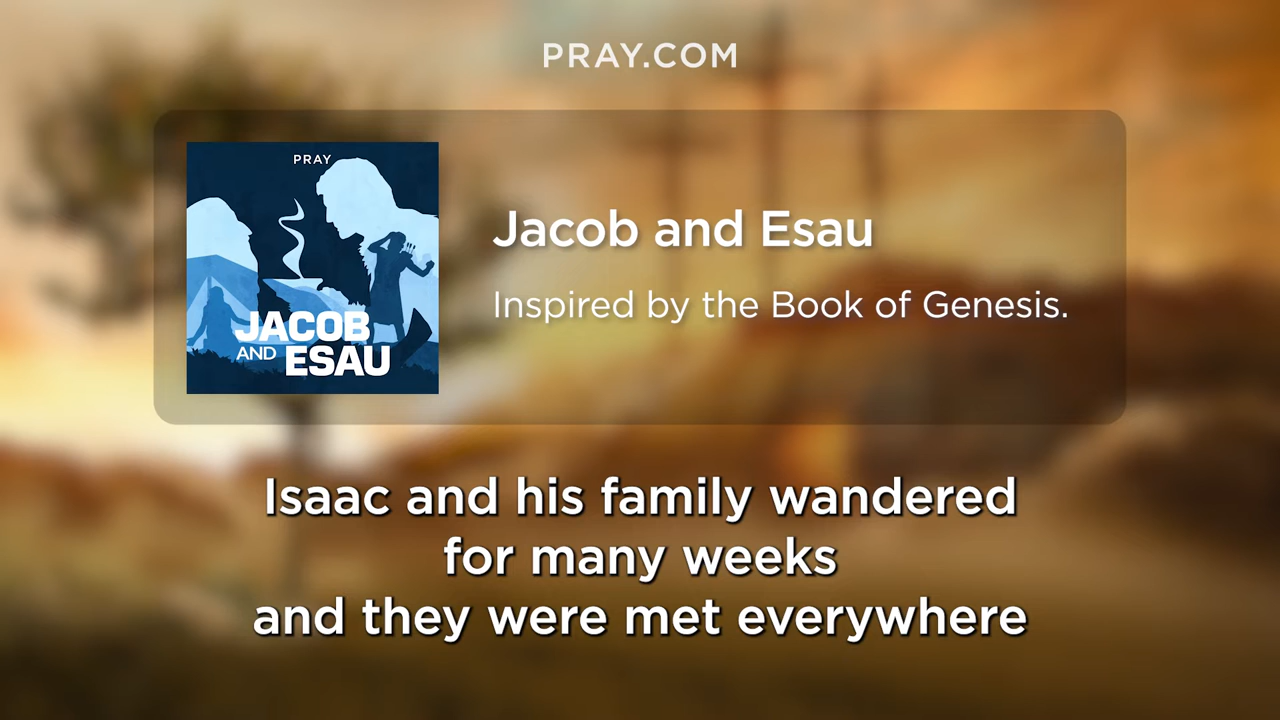 PRAY.COM
PRAY
JACOB
AND ESAU
Jacob and Esau
Inspired by the Book of Genesis.
Isaac and his family wandered
for many weeks
and they were met everywhere